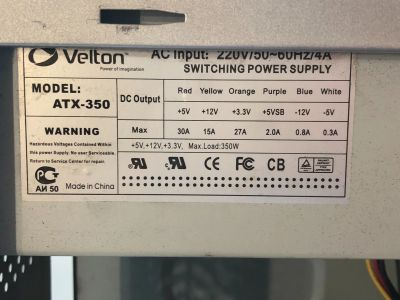 Velton
Power of imagination
AC Input: 220V/50~60Hz/4A
SWITCHING POWER SUPPLY
MODEL:
ATX-350
DC Output Red Yellow Orange Purple Blue White
+5V +12V +3.3V +5VSB -12V -5V
Max 30A 15A 27A 2.0A 0.8A 0.3A
WARNING
Hazardous Voltages Contained Within
this Power Supply. No user Serviceable.
Return to Service Center for repair.
+5V,+12V,+3.3V, Max.Load:350W
АИ 50
Made in China
CE FC CB